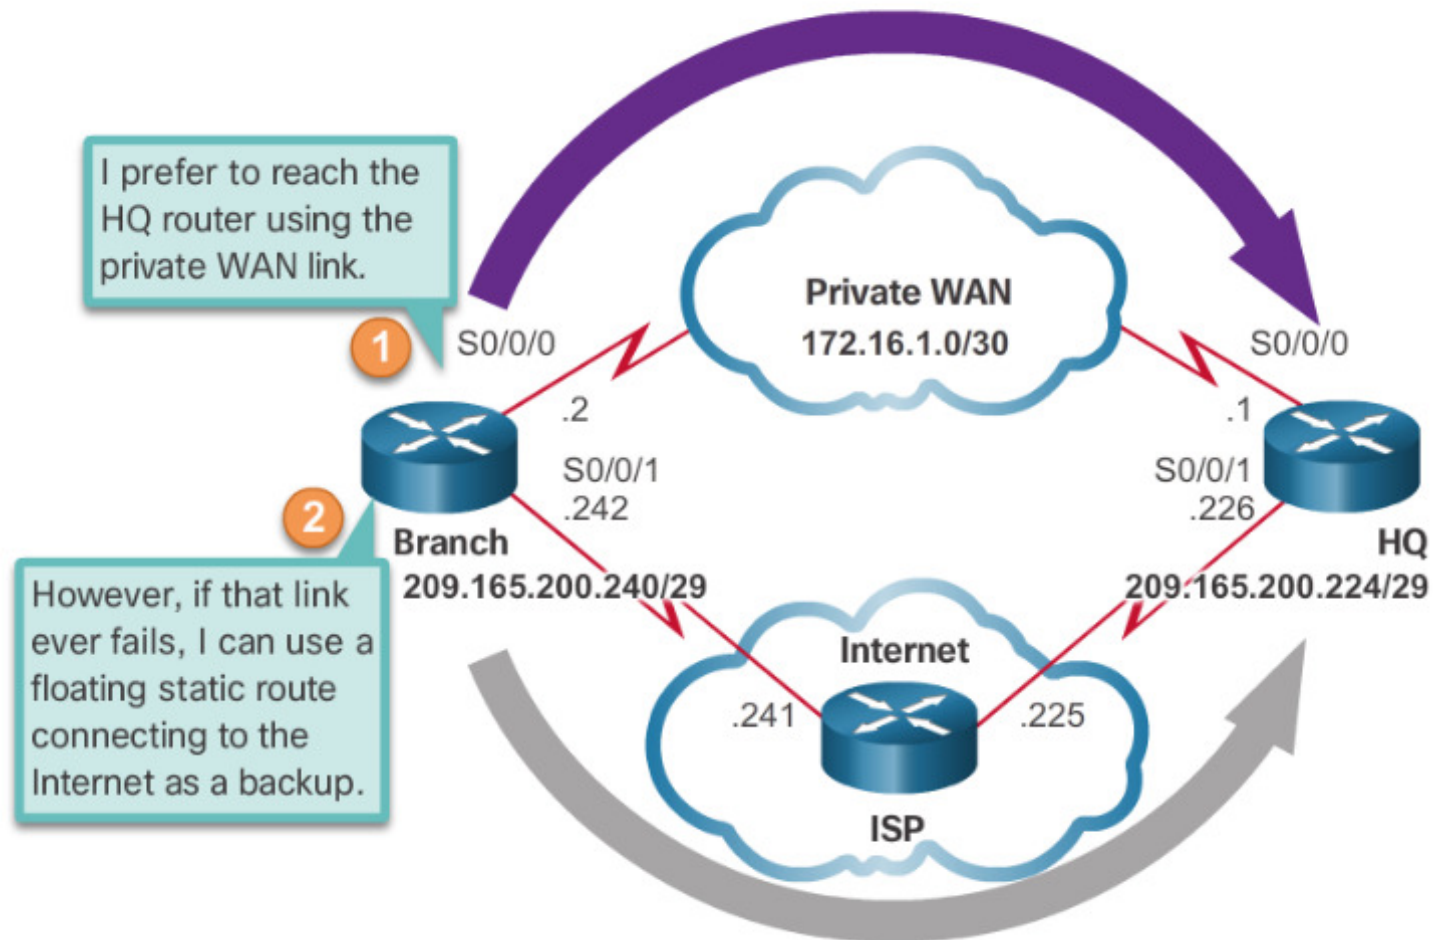 I prefer to reach the
HQ router using the
private WAN link.
1
S0/0/0
Private WAN
172.16.1.0/30
S0/0/0
.2
.1
S0/0/1
.242
S0/0/1
.226
2
Branch
HQ
209.165.200.240/29
209.165.200.224/29
However, if that link
ever fails, I can use a
floating static route
connecting to the
Internet as a backup.
Internet
.241
.225
ISP